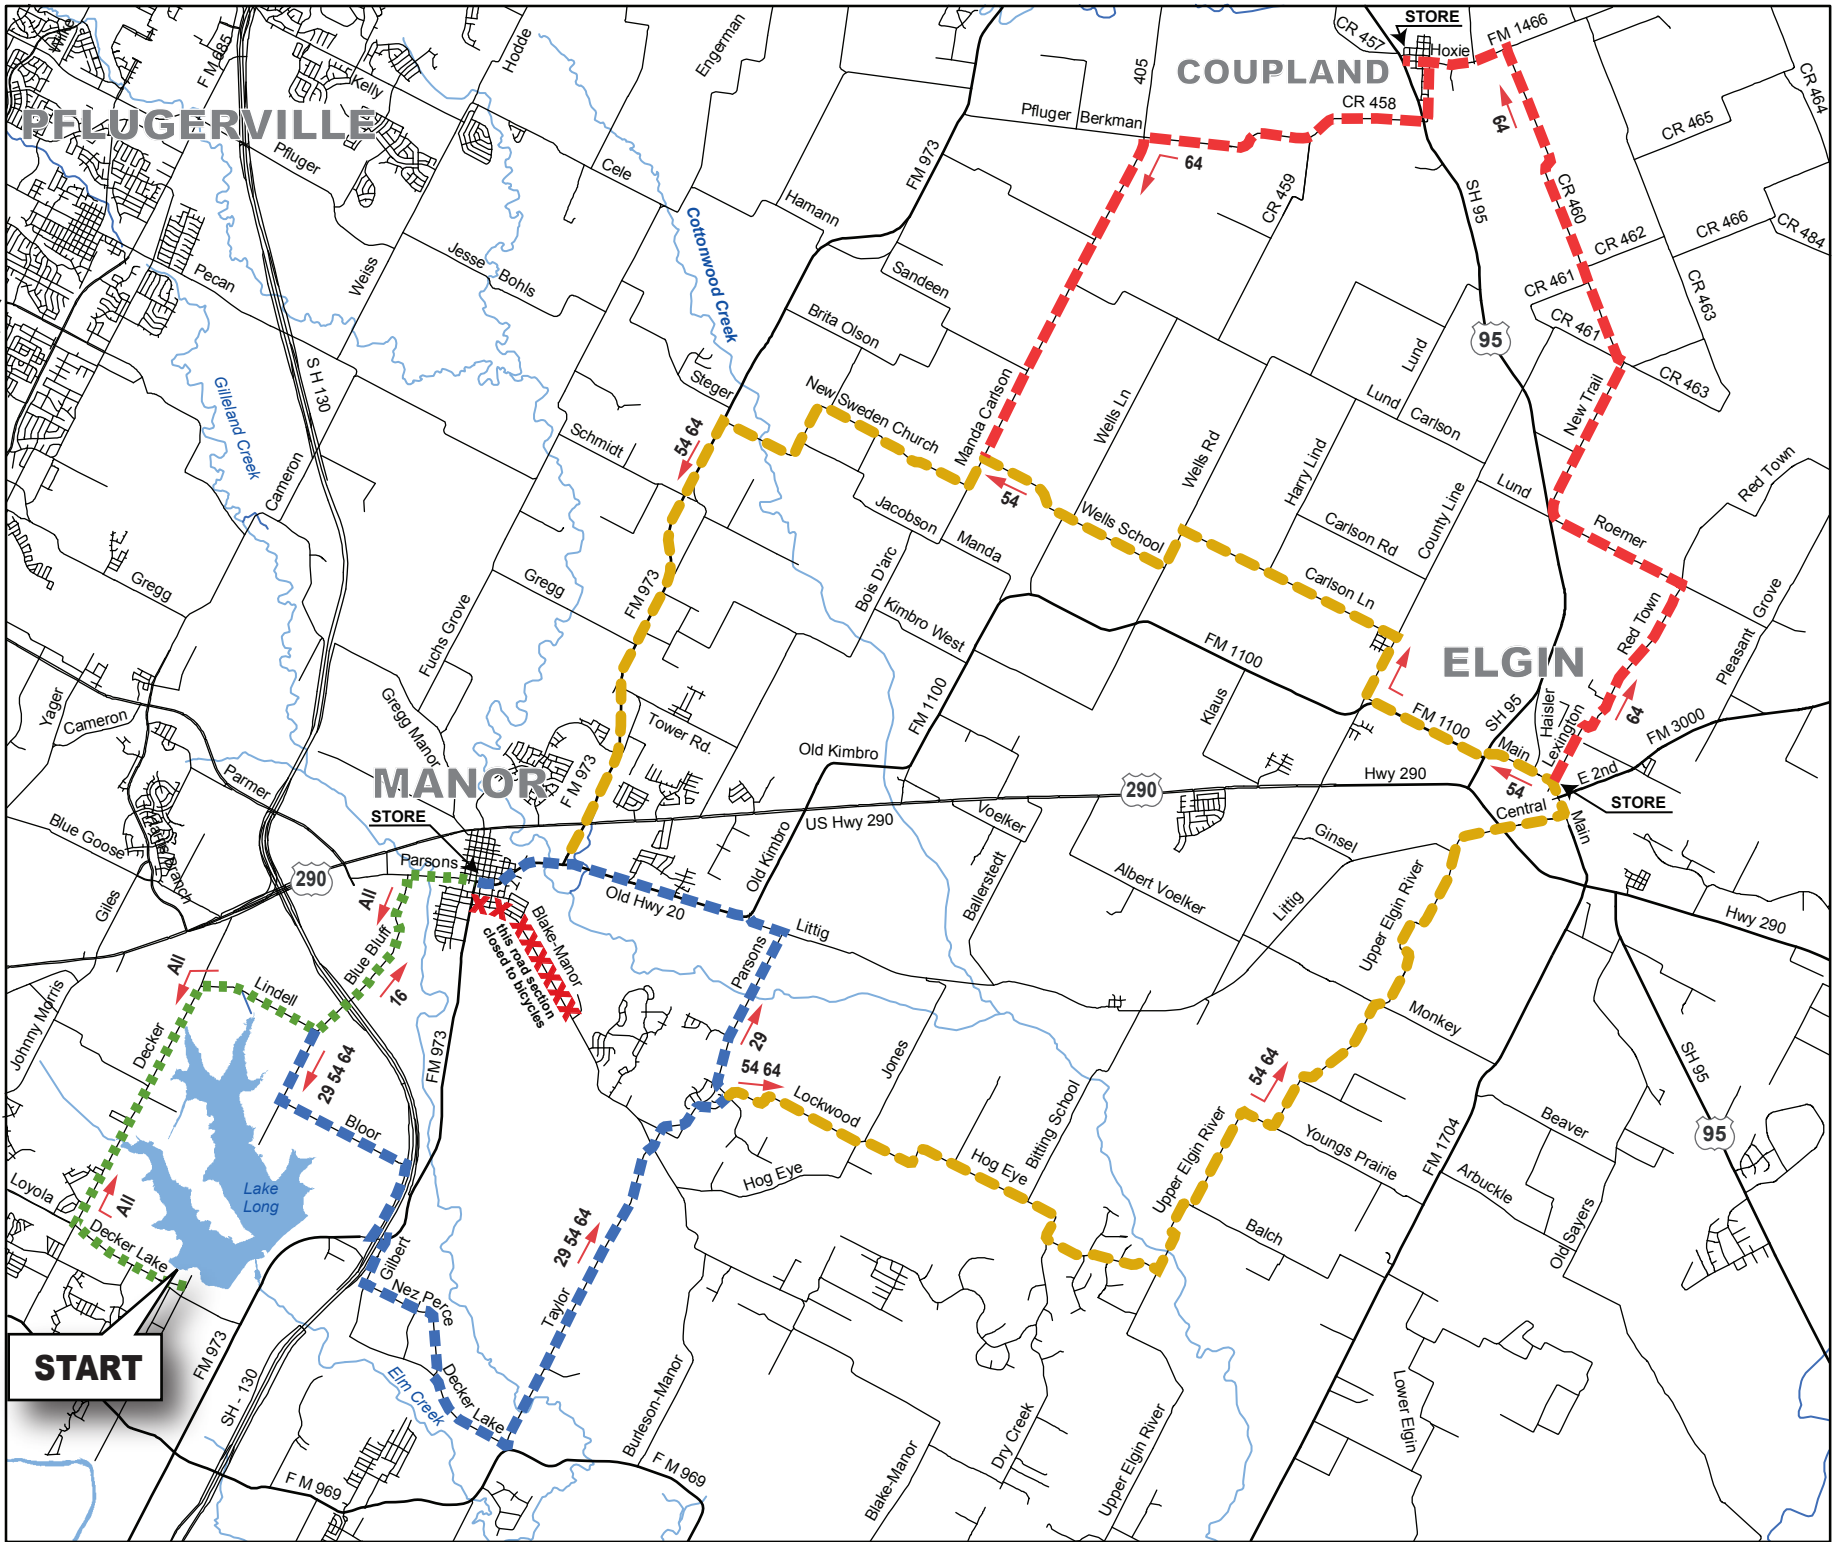 STORE
CR 457
Hoxie
FM 1466
COUPLAND
Wilke
F M 685
Kelly
Hodde
Engerman
405
CR 464
PFLUGERVILLE
Pfluger
Cele
Hamann
FM 973
Pfluger Berkman
CR 458
64
64
CR 465
CR 459
SH 95
CR 460
CR 462
CR 466
CR 484
Pecan
Weiss
Jesse Bohls
Cottonwood Creek
Sandeen
CR 461
CR 463
Brita Olson
CR 461
95
Gilleland Creek
S H 130
Steger
New Sweden Church
Manda Carlson
Wells Ln
Lund
Lund
Carlson
New Trail
CR 463
Cameron
Schmidt
54 64
54
Wells School
Wells Rd
Harry Lind
Carlson Rd
County Line
Lund
Roemer
Red Town
Jacobson
Manda
Gregg
Gregg
Fuchs Grove
FM 973
Bois D'arc
Kimbro West
Carlson Ln
FM 1100
Red Town
Pleasant
Grove
ELGIN
Yager
Cameron
Gregg Manor
Tower Rd.
FM 1100
Klaus
FM 1100
SH 95
Haisler
Lexington
64
FM 3000
Main
Old Kimbro
MANOR
F M 973
Parmer
Hwy 290
290
54
E 2nd
STORE
Central
Main
STORE
US Hwy 290
Voelker
Ginsel
Blue Goose
Harris Branch
Parsons
290
Giles
All
Old Kimbro
Old Hwy 20
Ballerstedt
Albert Voelker
Littig
Upper Elgin River
Hwy 290
Blake-Manor
this road section
closed to bicycles
Littig
Blue Bluff
Parsons
All
Lindell
16
Johnny Morris
Decker
29 54 64
FM 973
29
Monkey
54 64
Jones
SH 95
54 64
Lockwood
Bloor
Bitting School
Upper Elgin River
Youngs Prairie
FM 1704
Beaver
95
Hog Eye
Hog Eye
Arbuckle
Loyola
All
Lake
Long
Decker Lake
Gilbert
29 54 64
Balch
Old Sayers
Nez Perce
Taylor
START
FM 973
SH - 130
Elm Creek
Decker Lake
Burleson-Manor
Lower Elgin
Dry Creek
Upper Elgin River
Blake-Manor
F M 969
F M 969